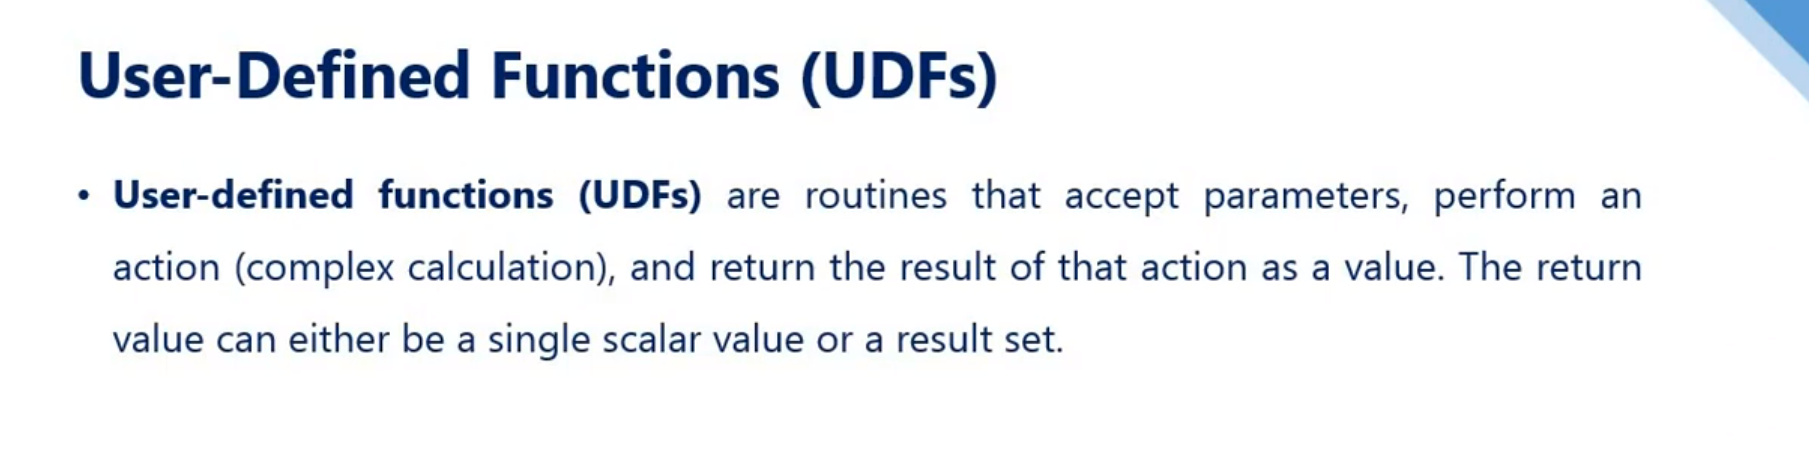 User-Defined Functions (UDFs)
• User-defined functions (UDFs) are routines that accept parameters, perform an
action (complex calculation), and return the result of that action as a value. The return
value can either be a single scalar value or a result set.